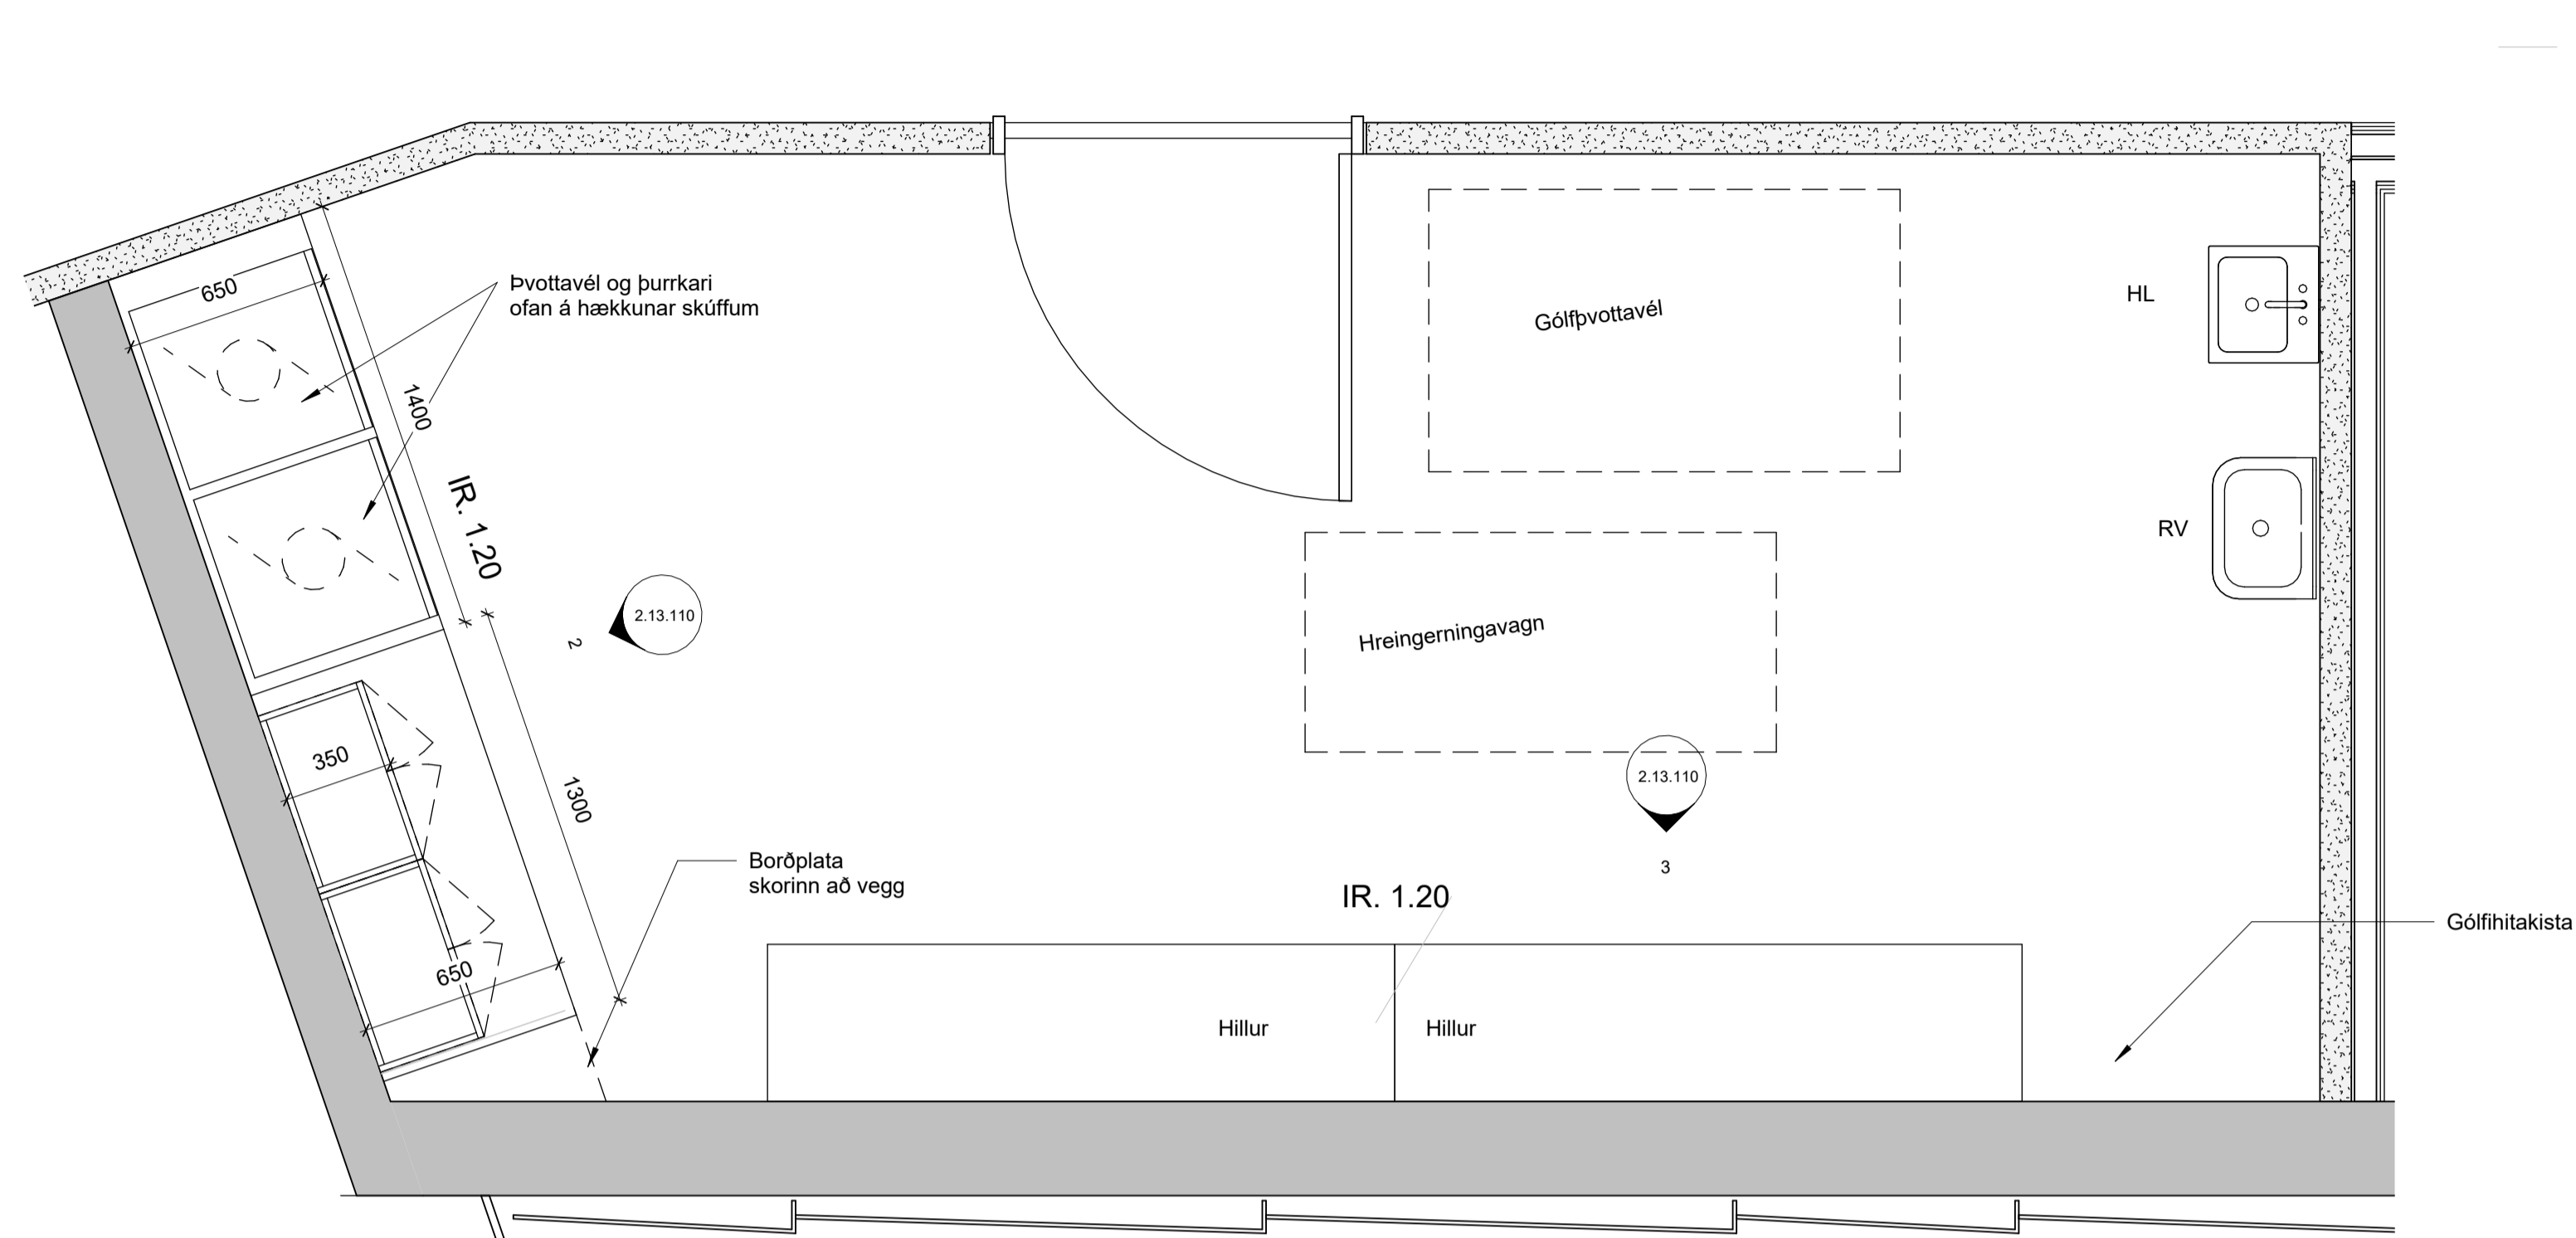 650
Þvottavél og þurrkari
ofan á hækkunar skúffum
Gólfþvottavél
HL
1400
IR. 1.20
RV
2.13.110
2
Hreingerningavagn
350
2.13.110
1300
3
Borðplata
skorinn að vegg
IR. 1.20
Gólfihitakista
650
Hillur
Hillur